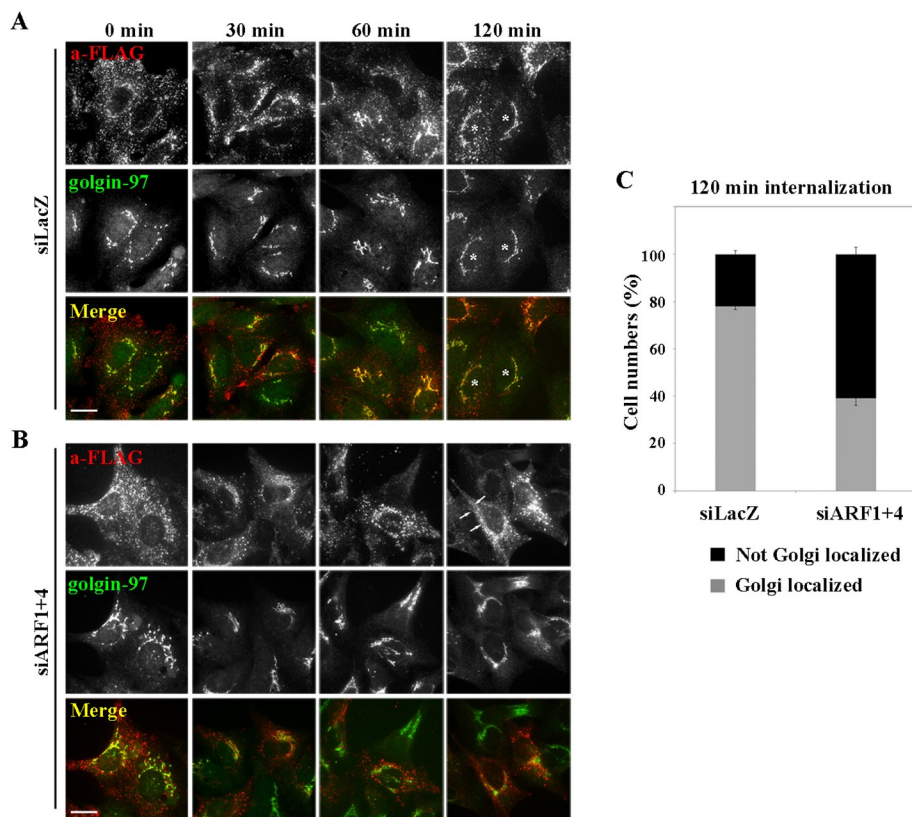 A
0 min 30 min 60 min 120 min
a-FLAG
* *
golgin-97
* *
Merge
* *
siLacZ
B
a-FLAG
golgin-97
Merge
siARF1+4
C
120 min internalization
Cell numbers (%)
100
80
60
40
20
0
siLacZ siARF1+4
Not Golgi localized
Golgi localized